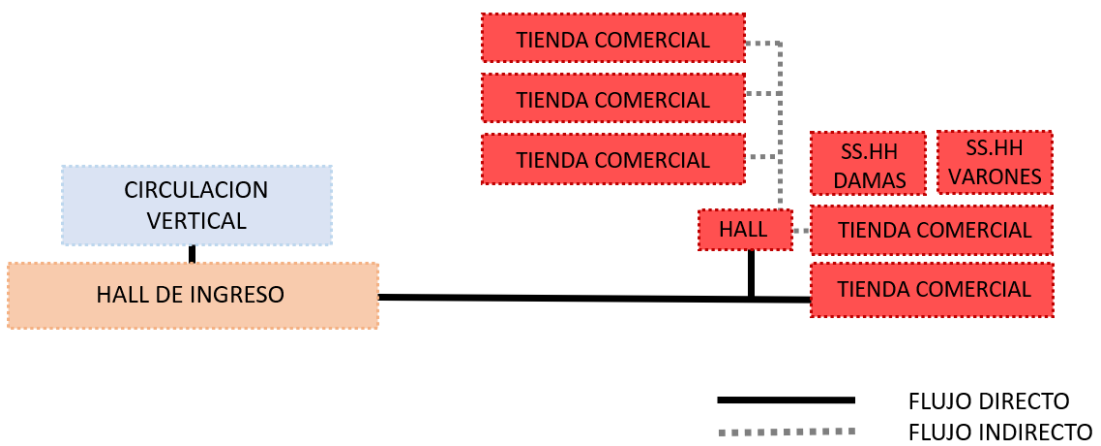 TIENDA COMERCIAL
TIENDA COMERCIAL
TIENDA COMERCIAL
SS.HH
DAMAS
SS.HH
VARONES
CIRCULACION
VERTICAL
HALL
TIENDA COMERCIAL
HALL DE INGRESO
TIENDA COMERCIAL
FLUJO DIRECTO
FLUJO INDIRECTO